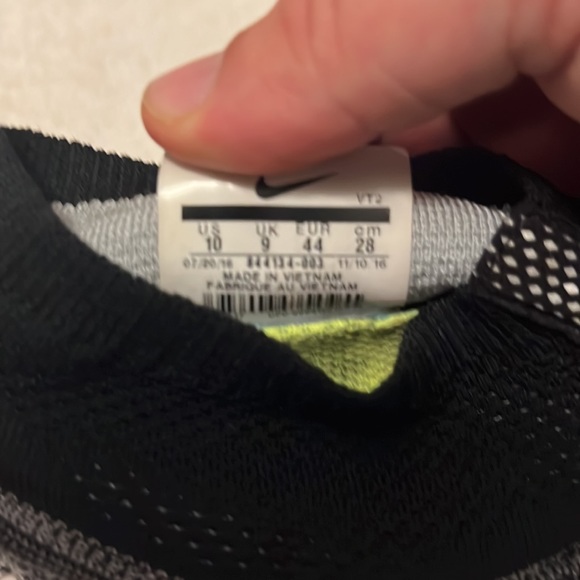 VT2
US UK EUR cm
10 9 44 28
07/20/16 844134-003 11/10/16
MADE IN VIETNAM
FABRIQUE AU VIETNAM